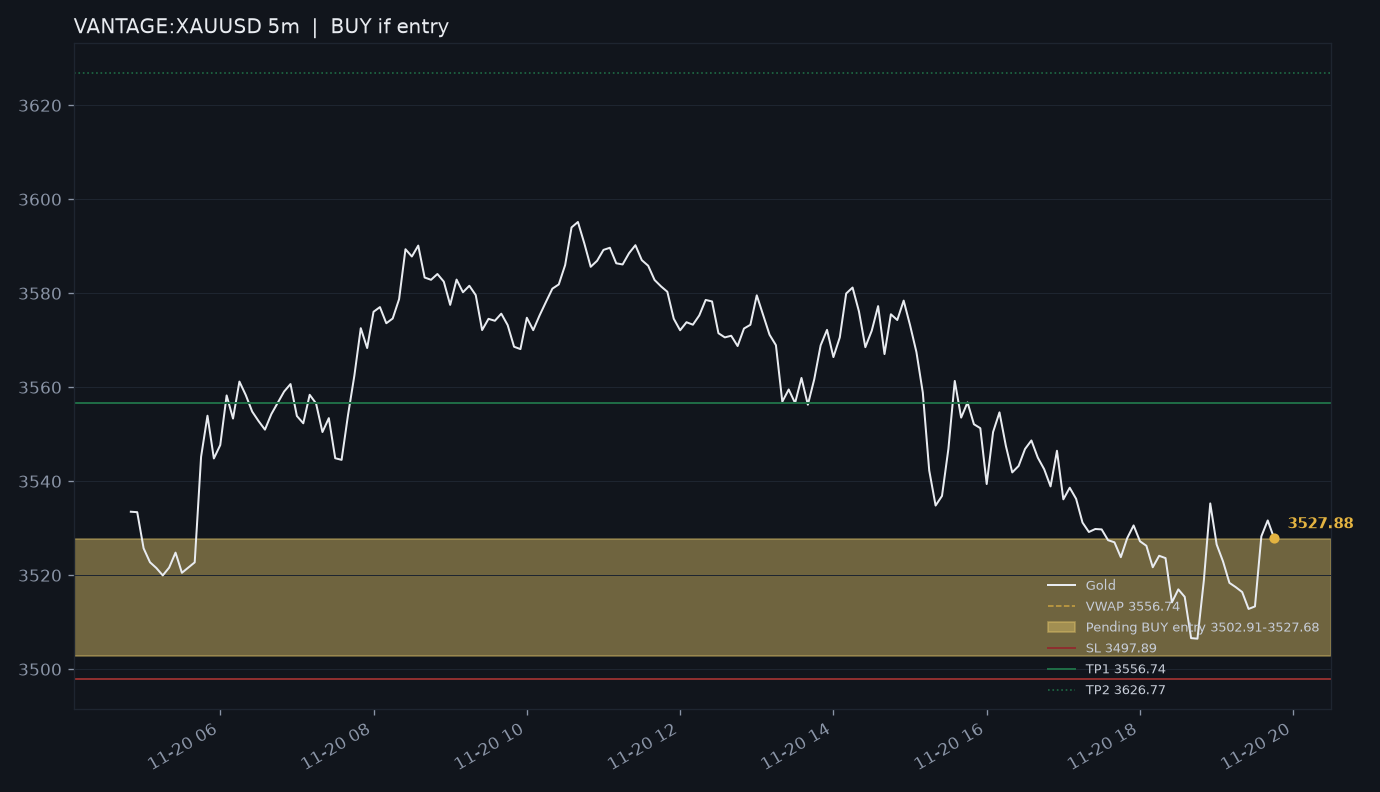 VANTAGE:XAUUSD 5m | BUY if entry
3620
3600
3580
3560
3540
3520
3500
3527.88
Gold
VWAP 3556.74
Pending BUY entry 3502.91-3527.68
SL 3497.89
TP1 3556.74
TP2 3626.77
11-20 06
11-20 08
11-20 10
11-20 12
11-20 14
11-20 16
11-20 18
11-20 20